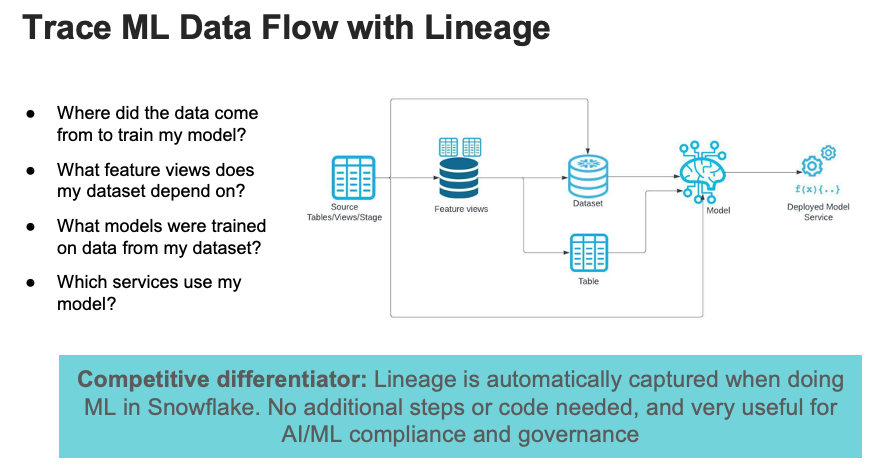 Trace ML Data Flow with Lineage
● Where did the data come
from to train my model?
● What feature views does
my dataset depend on?
● What models were trained
on data from my dataset?
● Which services use my
model?
Source
Tables/Views/Stage
Feature views
Dataset
Table
Model
f(x){..}
Deployed Model
Service
Competitive differentiator: Lineage is automatically captured when doing
ML in Snowflake. No additional steps or code needed, and very useful for
AI/ML compliance and governance